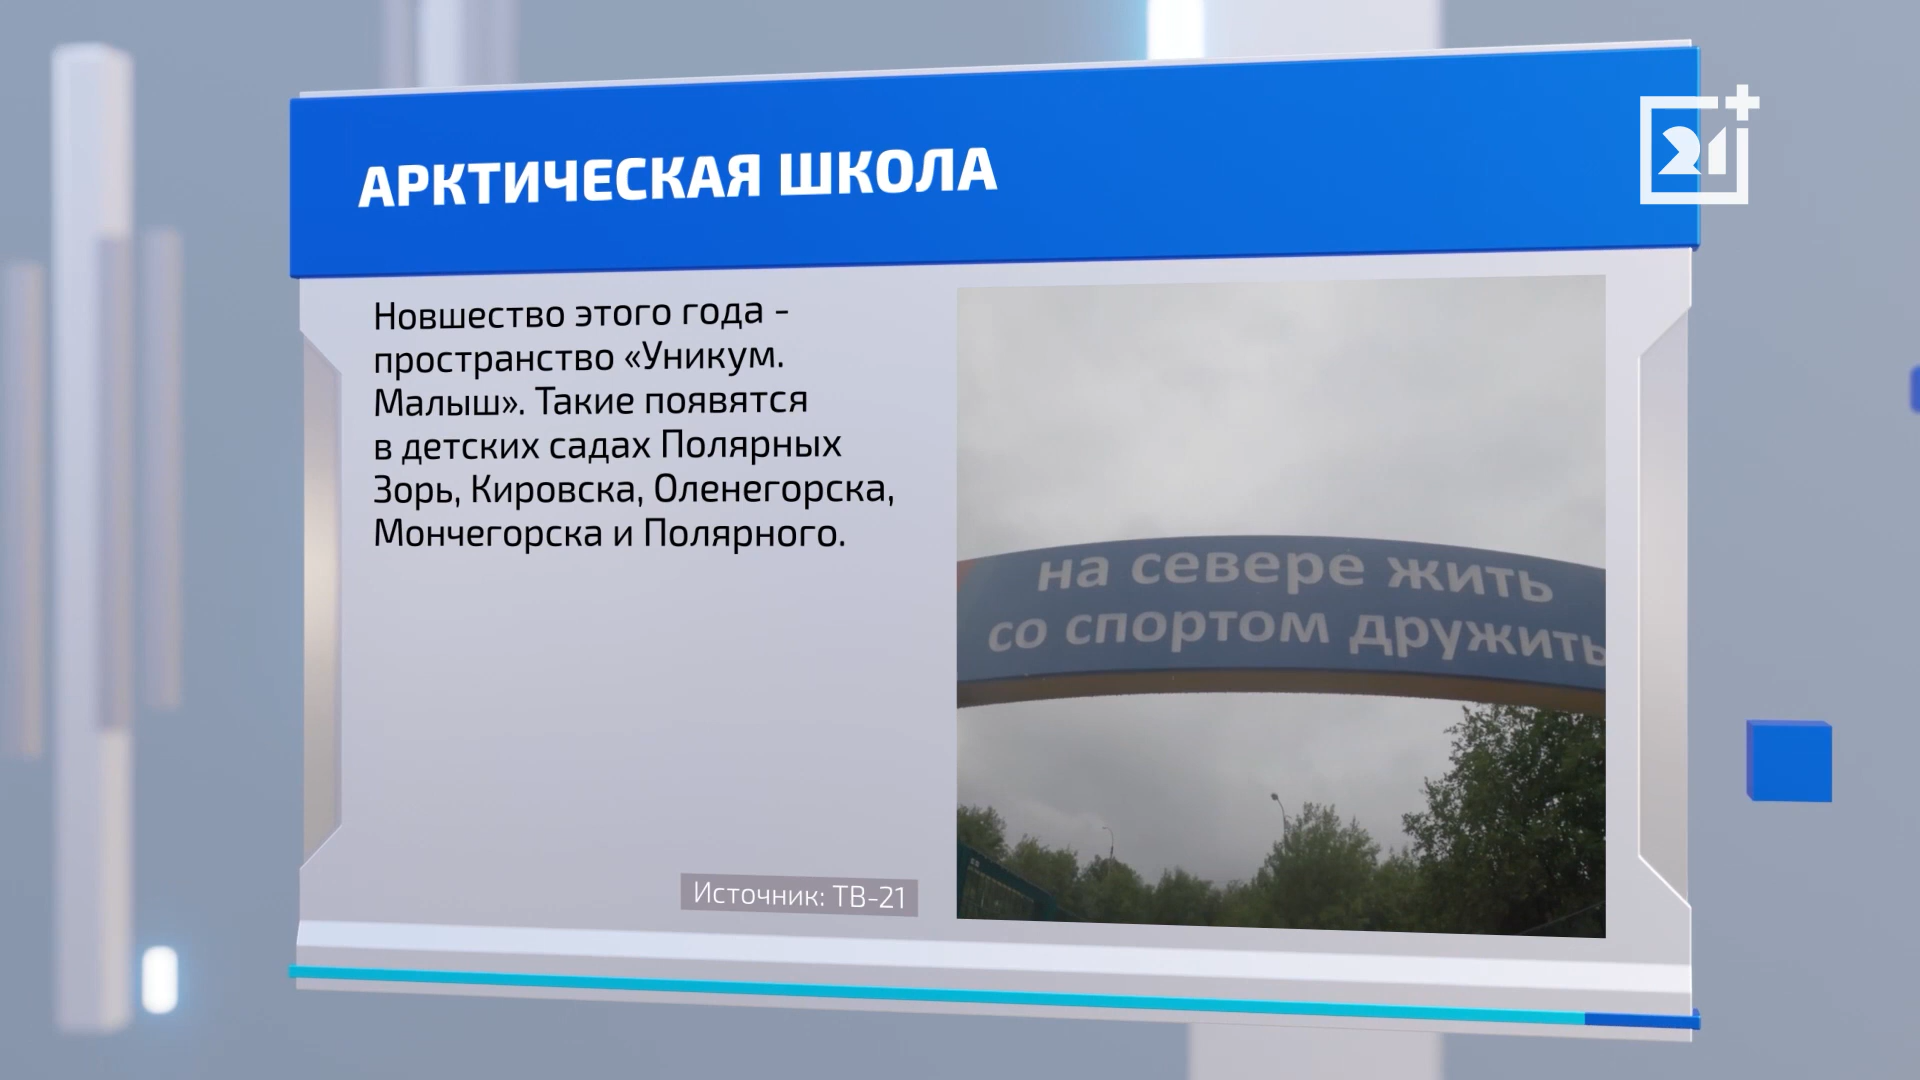 АРКТИЧЕСКАЯ ШКОЛА
21+
Новшество этого года -
пространство «Уникум.
Малыш». Такие появятся
в детских садах Полярных
Зорь, Кировска, Оленегорска,
Мончегорска и Полярного.
на севере жить
со спортом дружить
Источник: ТВ-21